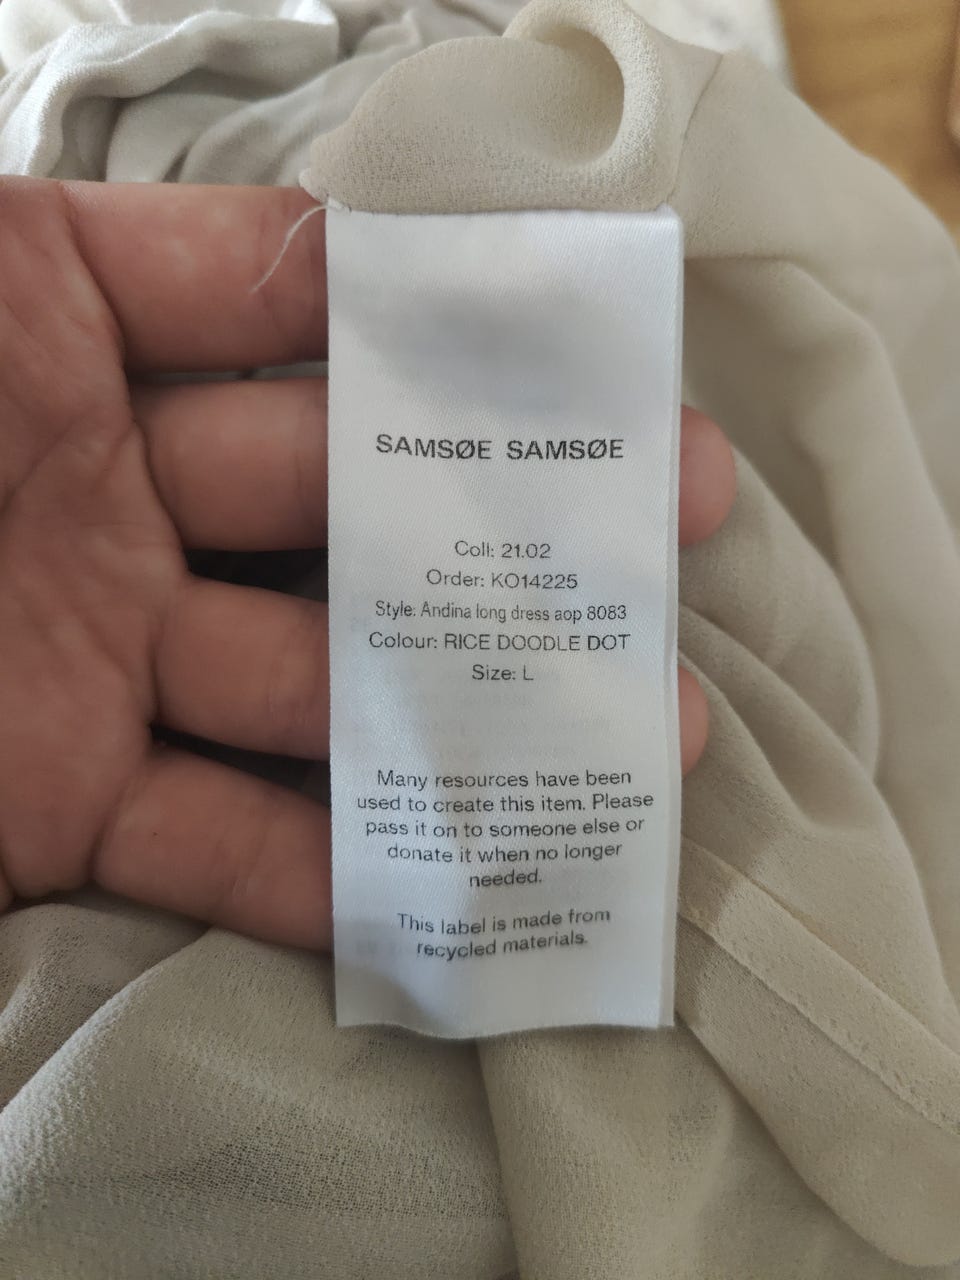 SAMSØE SAMSØE
Coll: 21.02
Order: KO14225
Style: Andina long dress aop 8083
Colour: RICE DOODLE DOT
Size: L
Many resources have been
used to create this item. Please
pass it on to someone else or
donate it when no longer
needed.
This label is made from
recycled materials.